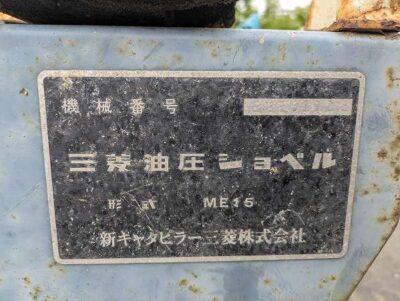 機械番号
三菱油圧ショベル
形式 ME15
新キャタピラー三菱株式会社